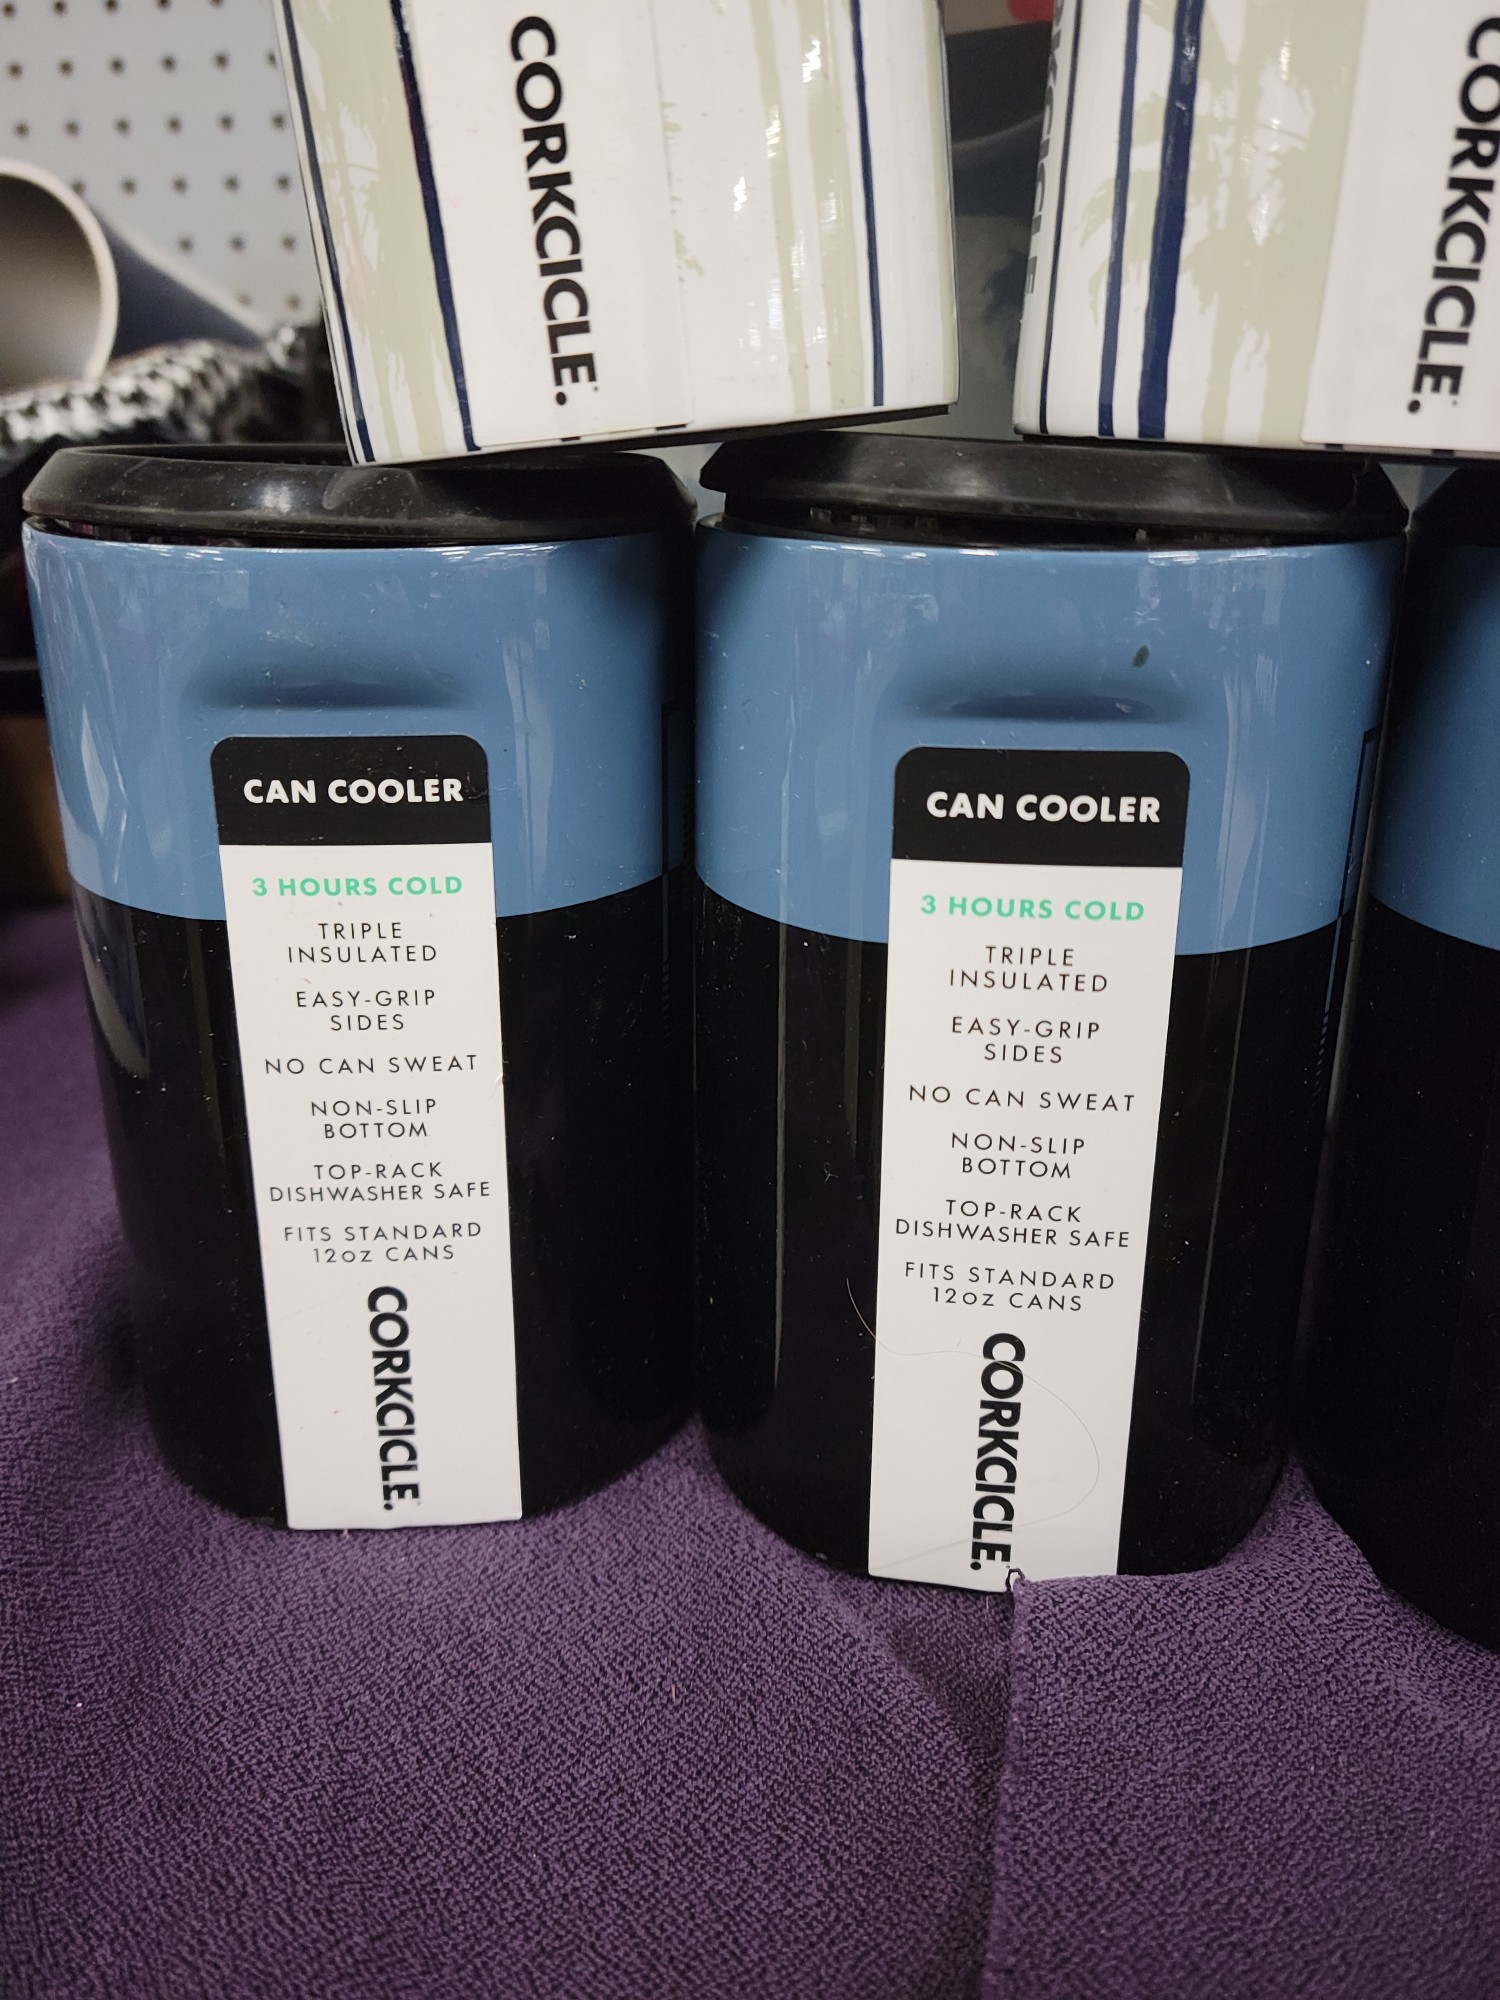 CORKCICLE.
CORKCICLE
CORKCICLE.
CAN COOLER
3 HOURS COLD
TRIPLE
INSULATED
EASY-GRIP
SIDES
NO CAN SWEAT
NON-SLIP
BOTTOM
TOP-RACK
DISHWASHER SAFE
FITS STANDARD
12oz CANS
CORKCICLE.
CAN COOLER
3 HOURS COLD
TRIPLE
INSULATED
EASY-GRIP
SIDES
NO CAN SWEAT
NON-SLIP
BOTTOM
TOP-RACK
DISHWASHER SAFE
FITS STANDARD
12oz CANS
CORKCICLE.